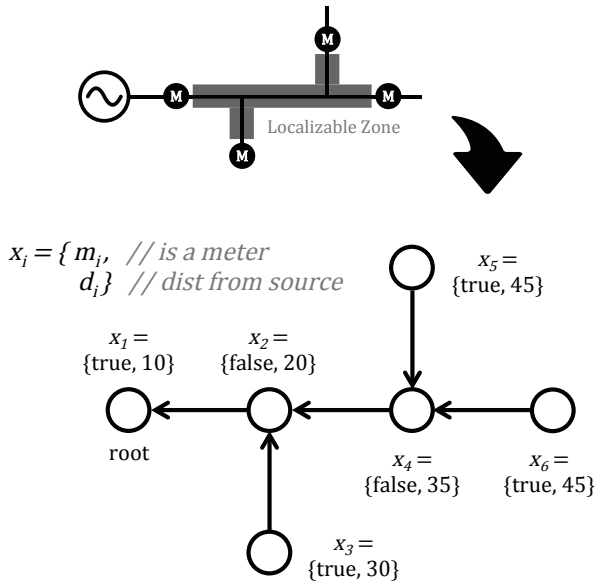 M
M
M
Localizable Zone
M
x_i = { m_i, // is a meter
d_i} // dist from source
x_5 =
{true, 45}
x_1 =
{true, 10}
x_2 =
{false, 20}
root
x_4 =
{false, 35}
x_6 =
{true, 45}
x_3 =
{true, 30}